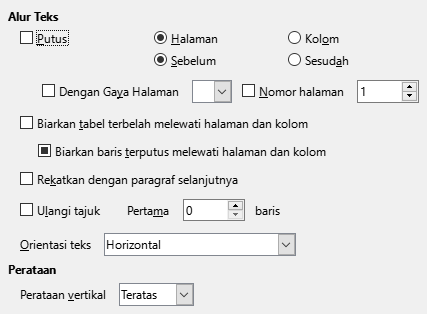 Alur Teks
Putus Halaman Kolom
Sebelum Sesudah
Dengan Gaya Halaman Nomor halaman 1
Biarkan tabel terbelah melewati halaman dan kolom
Biarkan baris terputus melewati halaman dan kolom
Rekatkan dengan paragraf selanjutnya
Ulangi tajuk Pertama 0 baris
Orientasi teks Horizontal
Perataan
Perataan vertikal Teratas